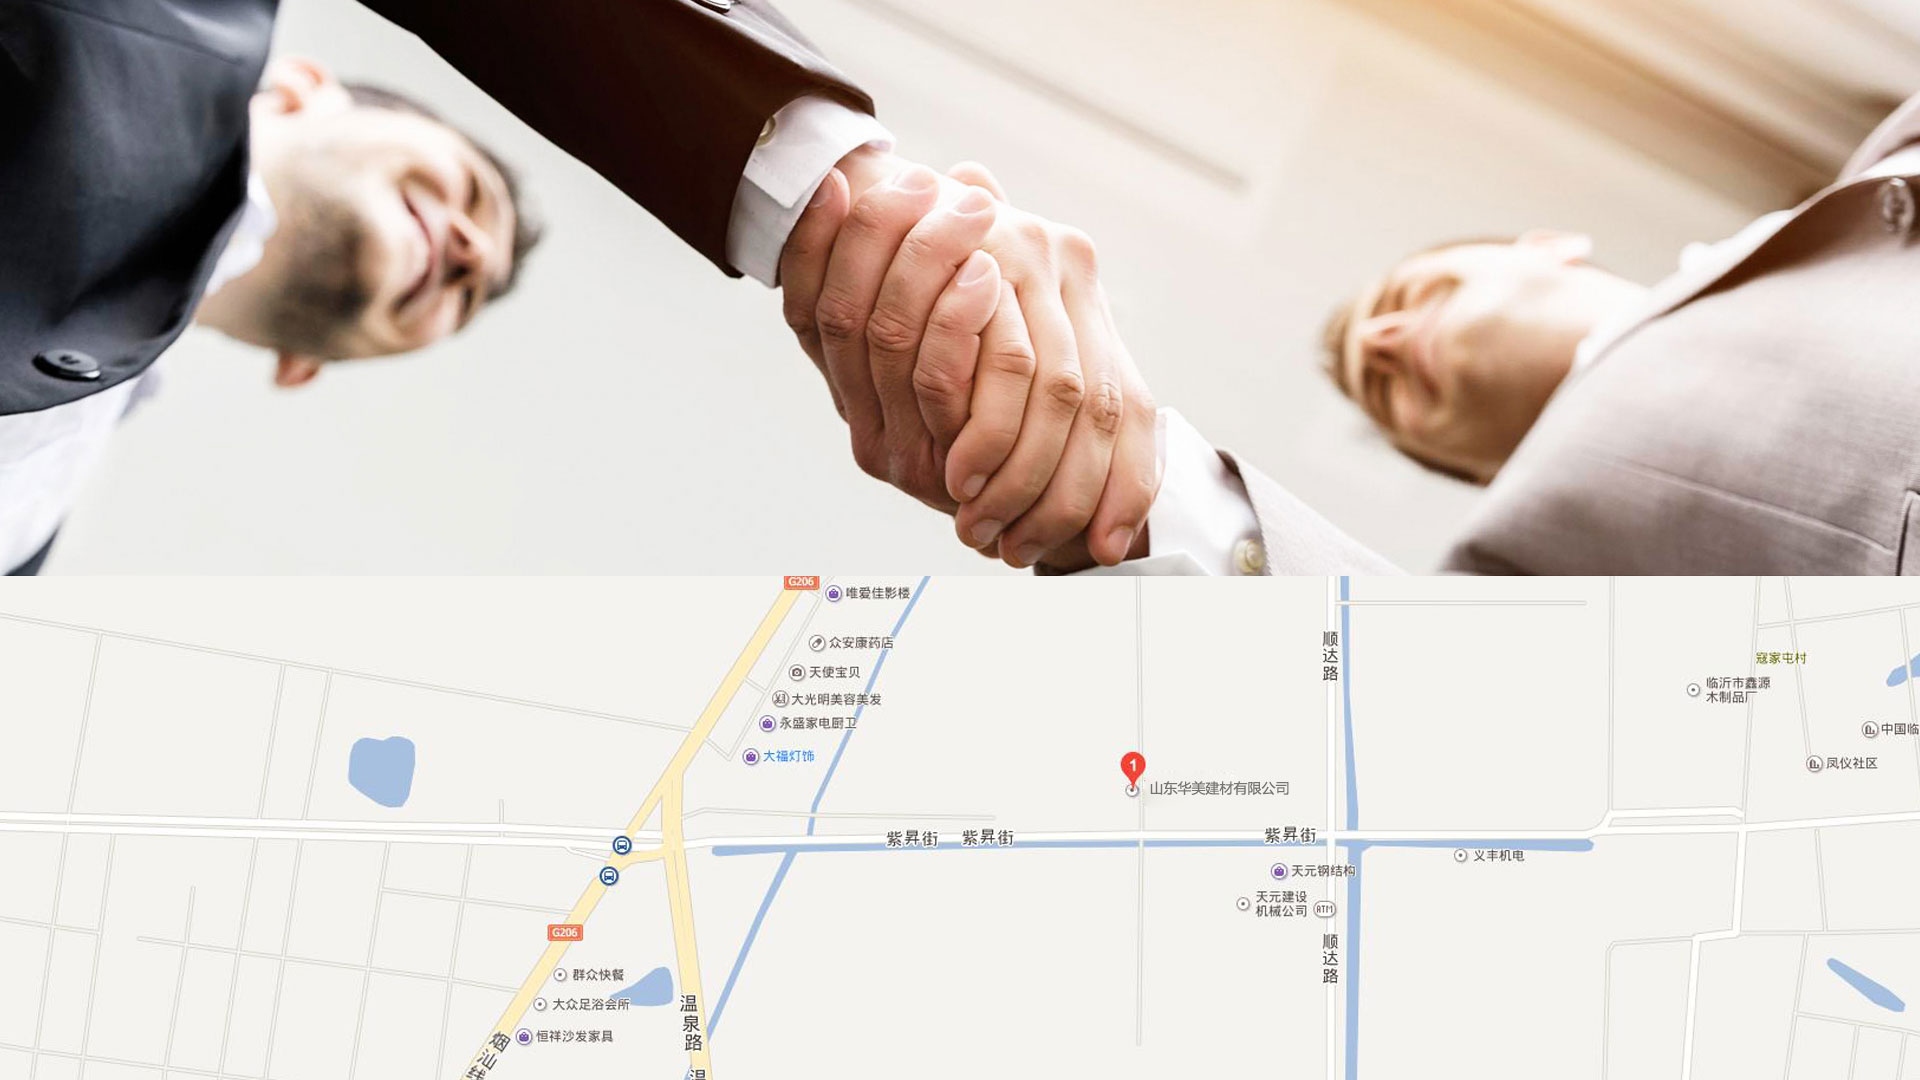 G206
唯爱佳影楼
众安康药店
天使宝贝
大光明美容美发
永盛家电厨卫
大福灯饰
顺达路
寇家屯村
临沂市鑫源
木制品厂
中国临
凤仪社区
1
山东华美建材有限公司
紫昇街
紫昇街
紫昇街
义丰机电
天元钢结构
天元建设
机械公司
ATM
顺达路
G206
群众快餐
大众足浴会所
恒祥沙发家具
温泉路
温